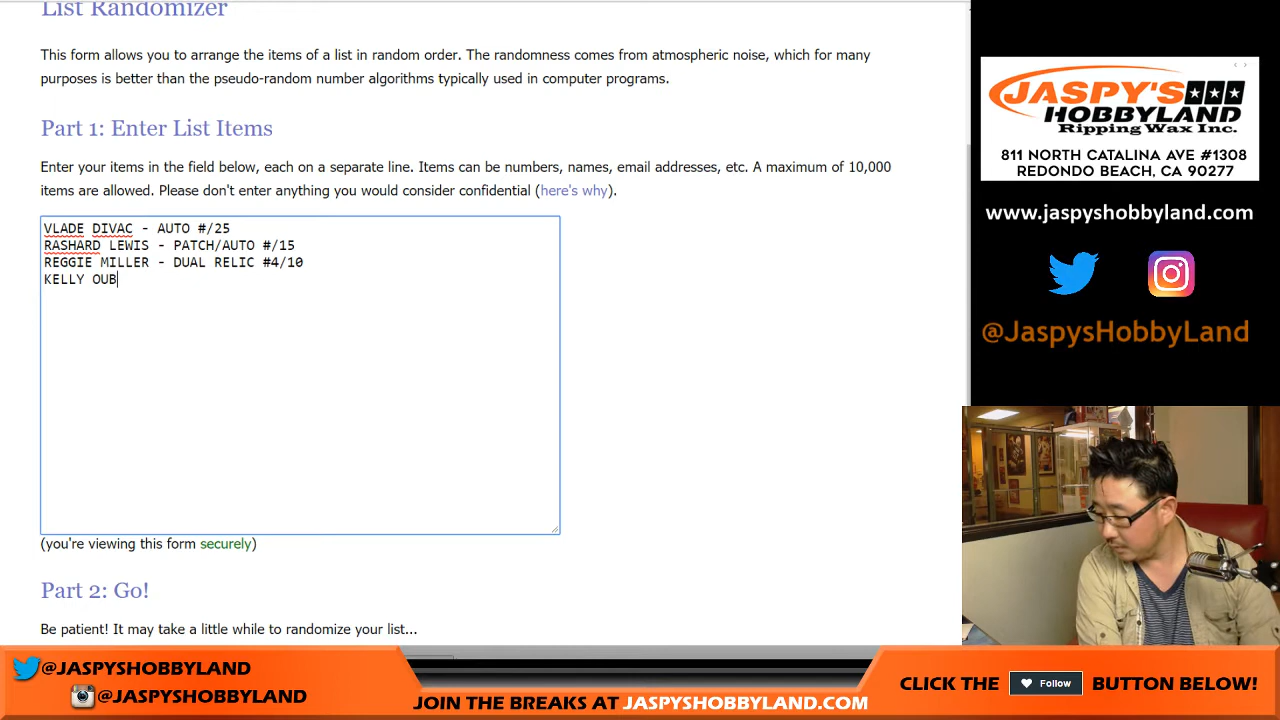 List Randomizer
This form allows you to arrange the items of a list in random order. The randomness comes from atmospheric noise, which for many
purposes is better than the pseudo-random number algorithms typically used in computer programs.
Part 1: Enter List Items
Enter your items in the field below, each on a separate line. Items can be numbers, names, email addresses, etc. A maximum of 10,000
items are allowed. Please don't enter anything you would consider confidential (here's why).
VLADE DIVAC - AUTO #/25
RASHARD LEWIS - PATCH/AUTO #/15
REGGIE MILLER - DUAL RELIC #4/10
KELLY OUB
(you're viewing this form securely)
Part 2: Go!
Be patient! It may take a little while to randomize your list...
JASPY'S
HOBBYLAND
Ripping Wax Inc.
811 NORTH CATALINA AVE #1308
REDONDO BEACH, CA 90277
www.jaspyshobbyland.com
@JaspysHobbyLand
@JASPYSHOBBYLAND
@JASPYSHOBBYLAND
JOIN THE BREAKS AT JASPYSHOBBYLAND.COM
CLICK THE Follow BUTTON BELOW!